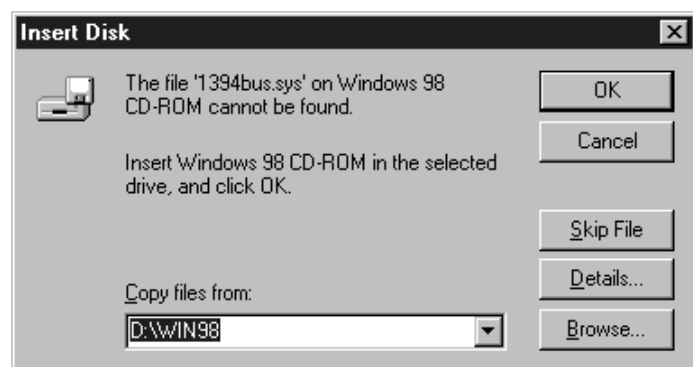 Insert Disk
The file '1394bus.sys' on Windows 98
CD-ROM cannot be found.
Insert Windows 98 CD-ROM in the selected
drive, and click OK.
Copy files from:
D:\WIN98
OK
Cancel
Skip File
Details...
Browse...